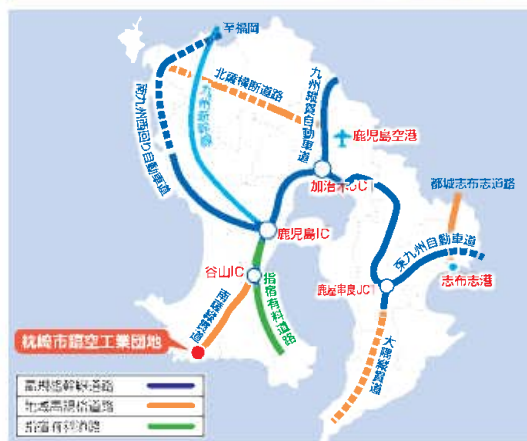 至福岡
北薩横断道路
九州縦貫自動車道
九州新幹線
南九州西回り自動車道
鹿児島空港
加治木JCT
都城志布志道路
鹿児島IC
東九州自動車道
谷山IC
指宿有料道路
鹿屋串良JCT
志布志港
南薩縦貫道
大隅縦貫道
枕崎市臨空工業団地
高規格幹線道路
地域高規格道路
指宿有料道路